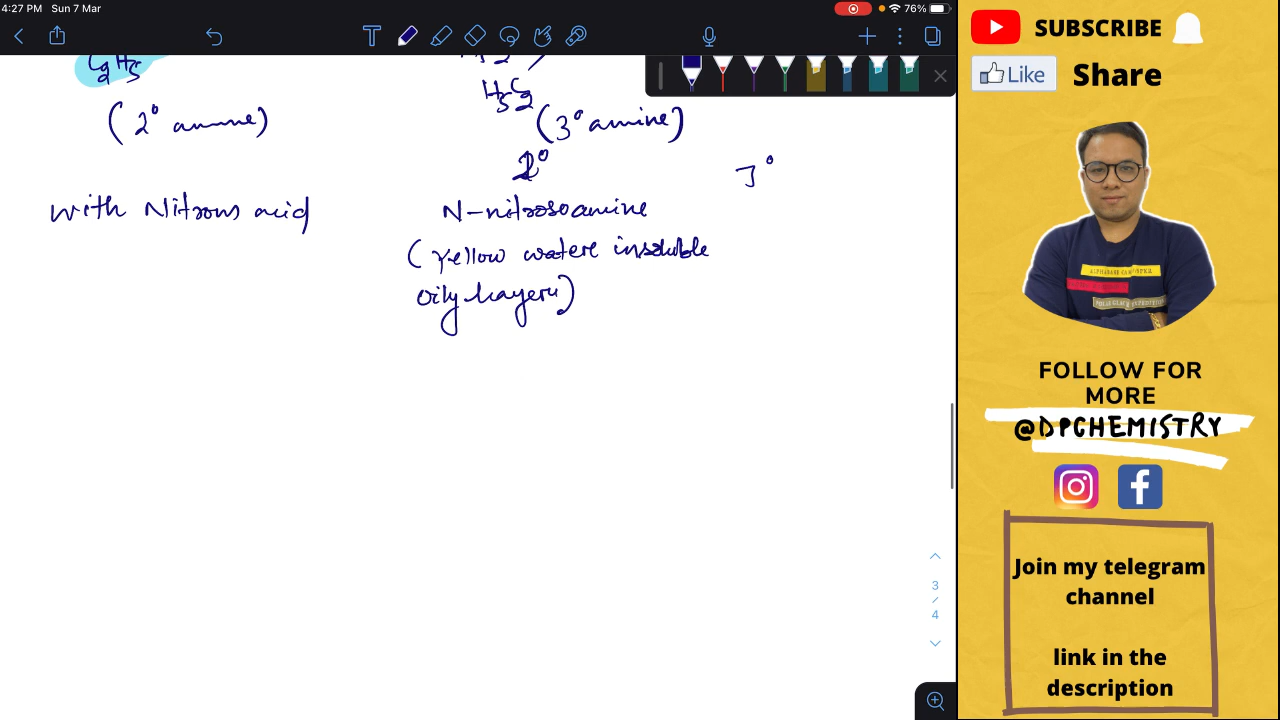 4:27 PM Sun 7 Mar
76%
C2H5
H5C2
(2° amine)
(3° amine)
2°
3°
with Nitrous acid
N-nitrosoamine
(Yellow watere insoluble
oily layeru)
3
/
4
SUBSCRIBE
Like
Share
FOLLOW FOR
MORE
@DPCHEMISTRY
Join my telegram
channel
link in the
description